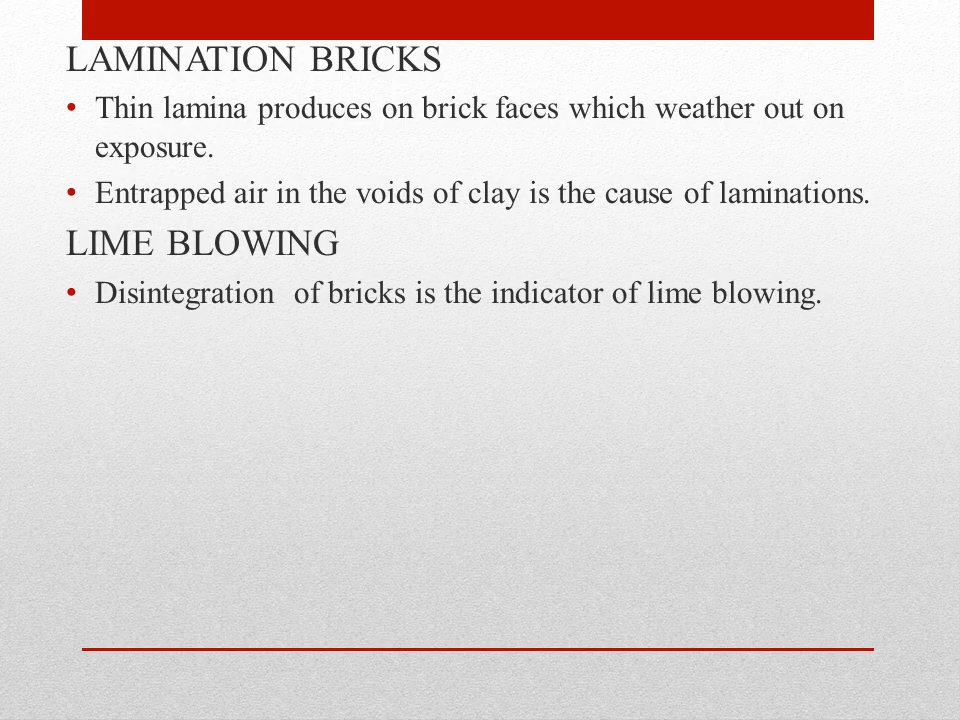 LAMINATION BRICKS
• Thin lamina produces on brick faces which weather out on
exposure.
• Entrapped air in the voids of clay is the cause of laminations.
LIME BLOWING
• Disintegration  of bricks is the indicator of lime blowing.